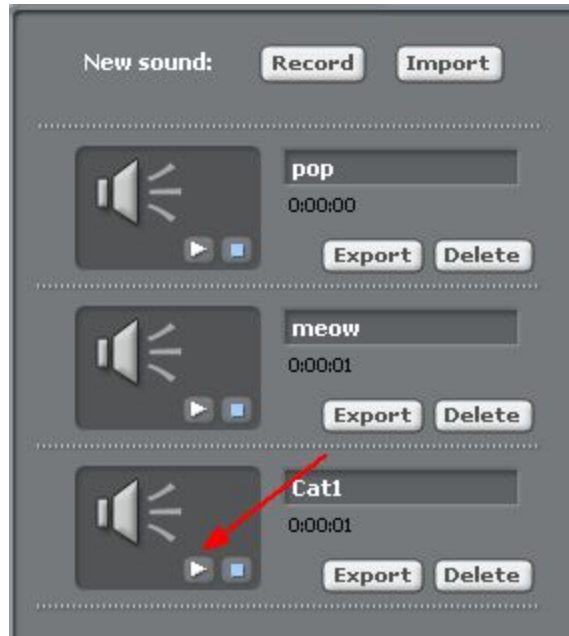 New sound: Record Import
pop
0:00:00
Export Delete
meow
0:00:01
Export Delete
Cat1
0:00:01
Export Delete